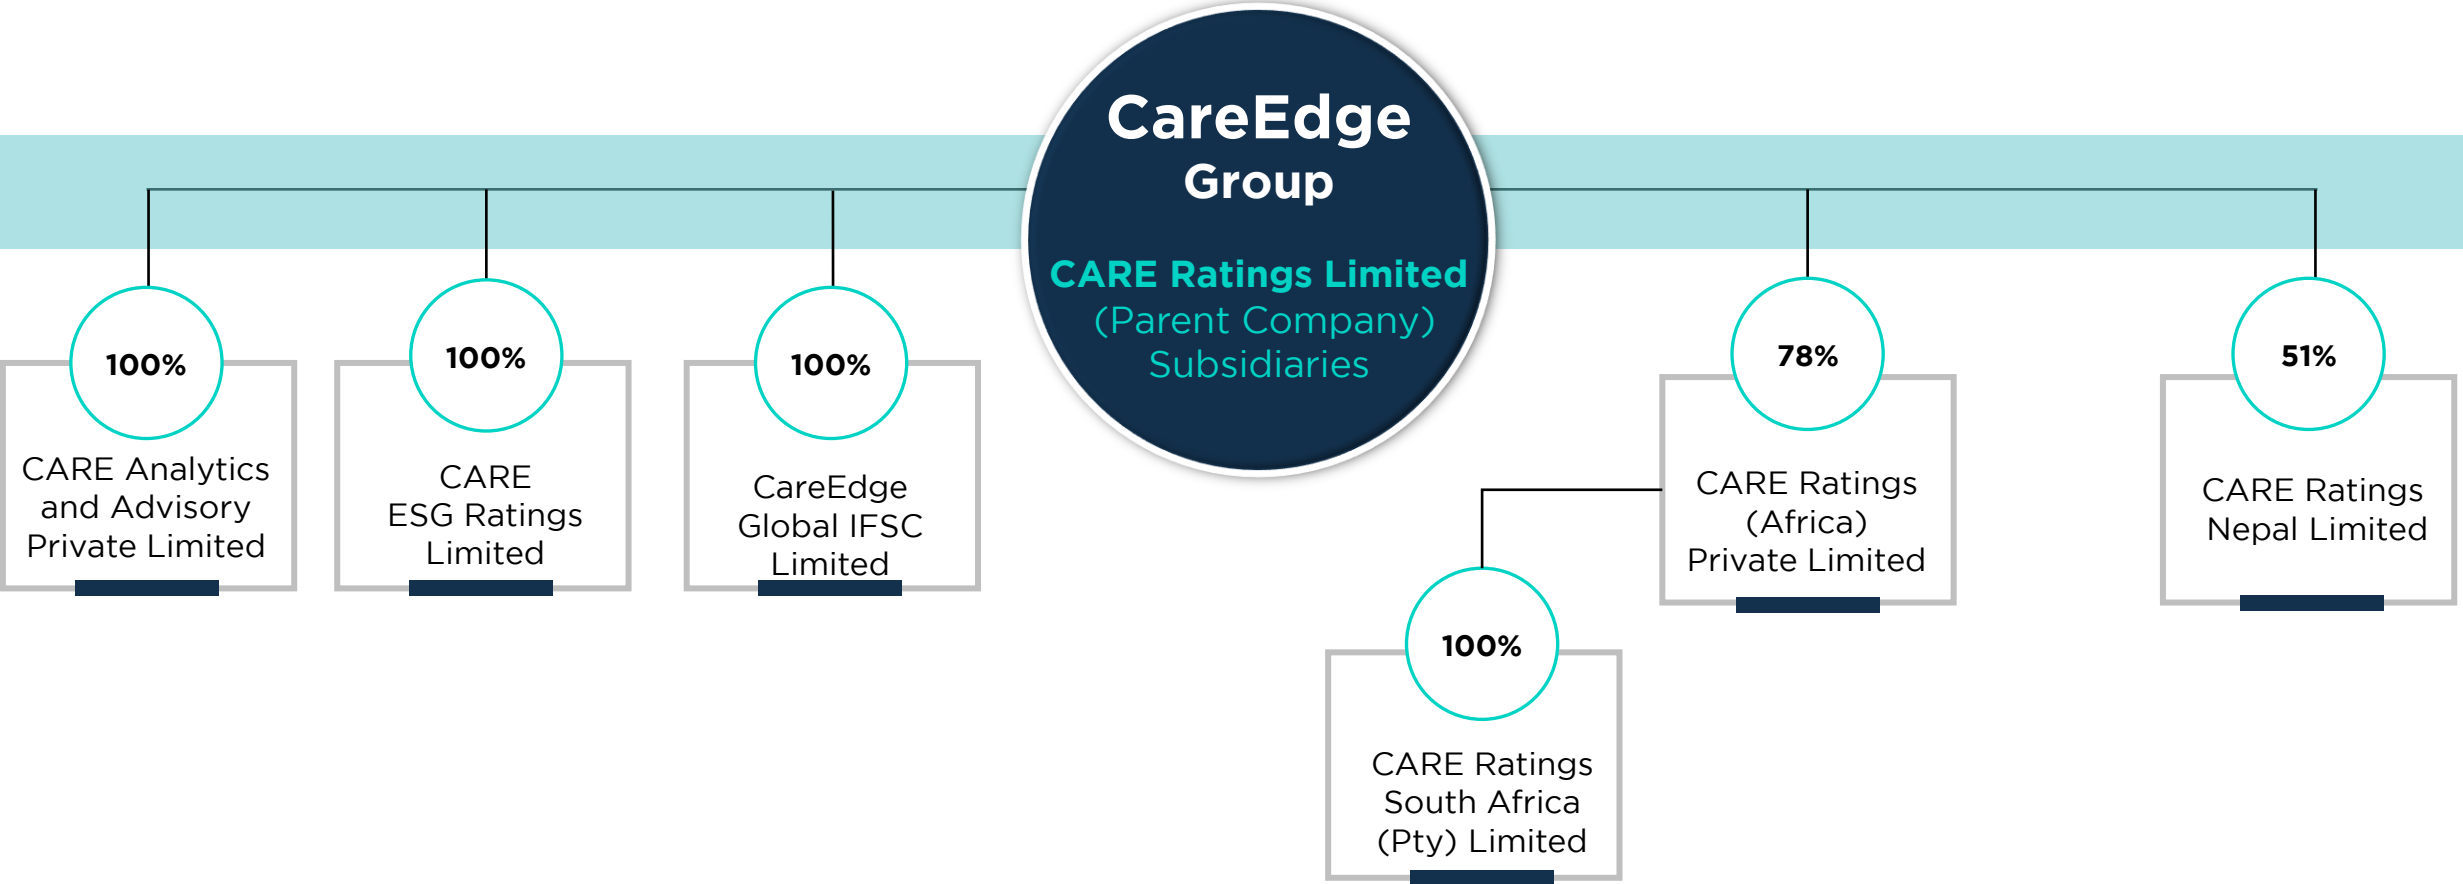 CareEdge
Group
CARE Ratings Limited
(Parent Company)
Subsidiaries
100%
CARE Analytics
and Advisory
Private Limited
100%
CARE
ESG Ratings
Limited
100%
CareEdge
Global IFSC
Limited
78%
CARE Ratings
(Africa)
Private Limited
51%
CARE Ratings
Nepal Limited
100%
CARE Ratings
South Africa
(Pty) Limited